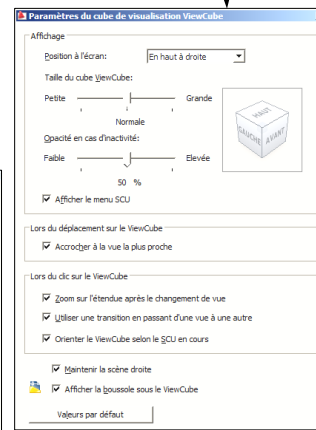 Paramètres du cube de visualisation ViewCube
Affichage
Position à l'écran: En haut à droite
Taille du cube ViewCube:
Petite Grande
Normale
Opacité en cas d'inactivité:
Faible Elevée
50 %
HAUT
GAUCHE AVANT
Afficher le menu SCU
Lors du déplacement sur le ViewCube
Accrocher à la vue la plus proche
Lors du clic sur le ViewCube
Zoom sur l'étendue après le changement de vue
Utiliser une transition en passant d'une vue à une autre
Orienter le ViewCube selon le SCU en cours
Maintenir la scène droite
Afficher la boussole sous le ViewCube
Valeurs par défaut